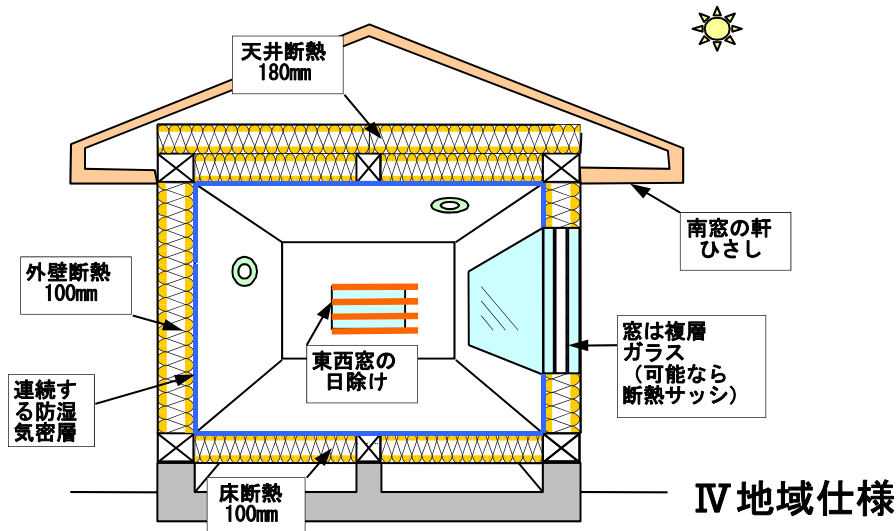 天井断熱
180mm
南窓の軒
ひさし
外壁断熱
100mm
窓は複層
ガラス
(可能なら
断熱サッシ)
東西窓の
日除け
連続す
る防湿
気密層
床断熱
100mm
Ⅳ地域仕様